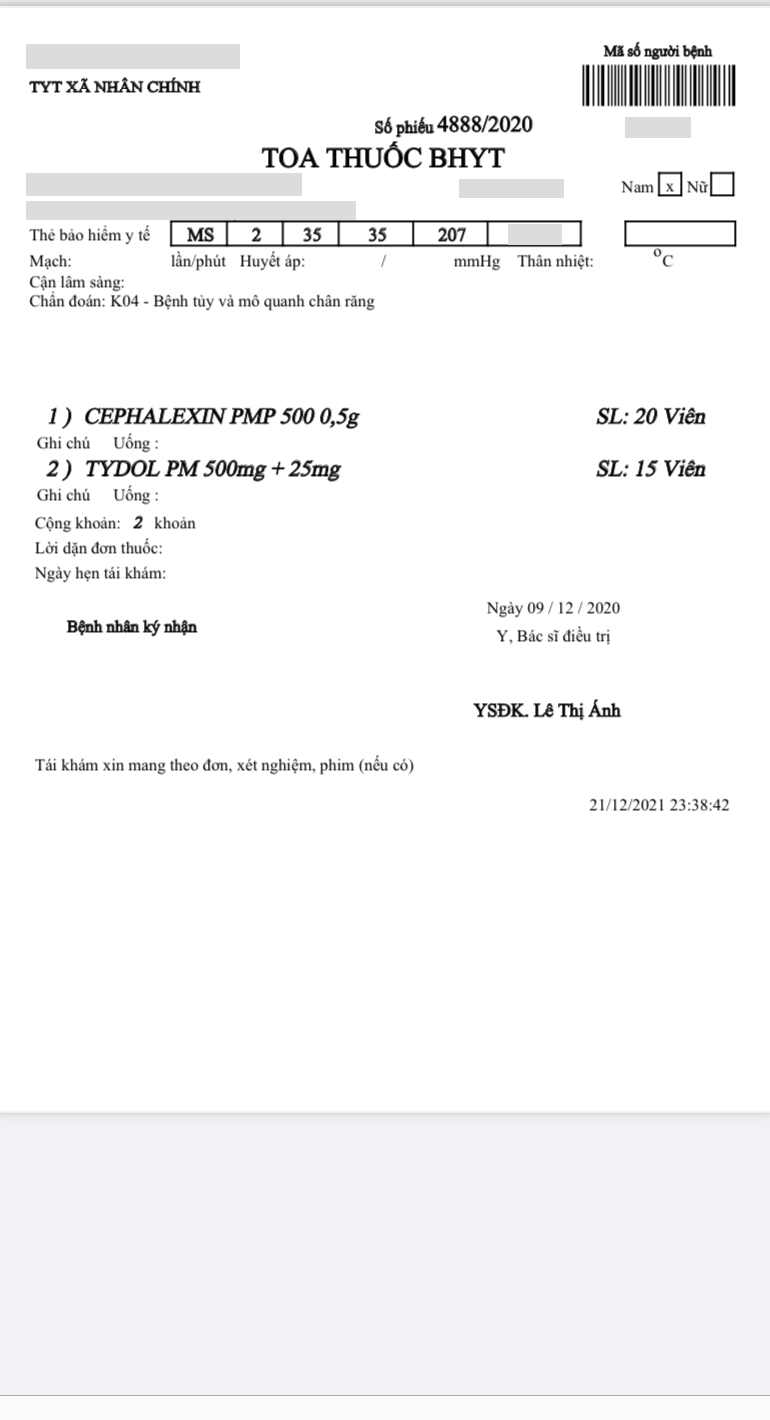 Mã số người bệnh
TYT XÃ NHÂN CHÍNH
Số phiếu 4888/2020
TOA THUỐC BHYT
Nam x Nữ
Thẻ bảo hiểm y tế MS 2 35 35 207
Mạch: lần/phút Huyết áp: / mmHg Thân nhiệt: °C
Cận lâm sàng:
Chẩn đoán: K04 - Bệnh tủy và mô quanh chân răng
1 ) CEPHALEXIN PMP 500 0,5g SL: 20 Viên
Ghi chú Uống :
2 ) TYDOL PM 500mg + 25mg SL: 15 Viên
Ghi chú Uống :
Cộng khoản: 2 khoản
Lời dặn đơn thuốc:
Ngày hẹn tái khám:
Ngày 09 / 12 / 2020
Bệnh nhân ký nhận
Y, Bác sĩ điều trị
YSĐK. Lê Thị Ánh
Tái khám xin mang theo đơn, xét nghiệm, phim (nếu có)
21/12/2021 23:38:42